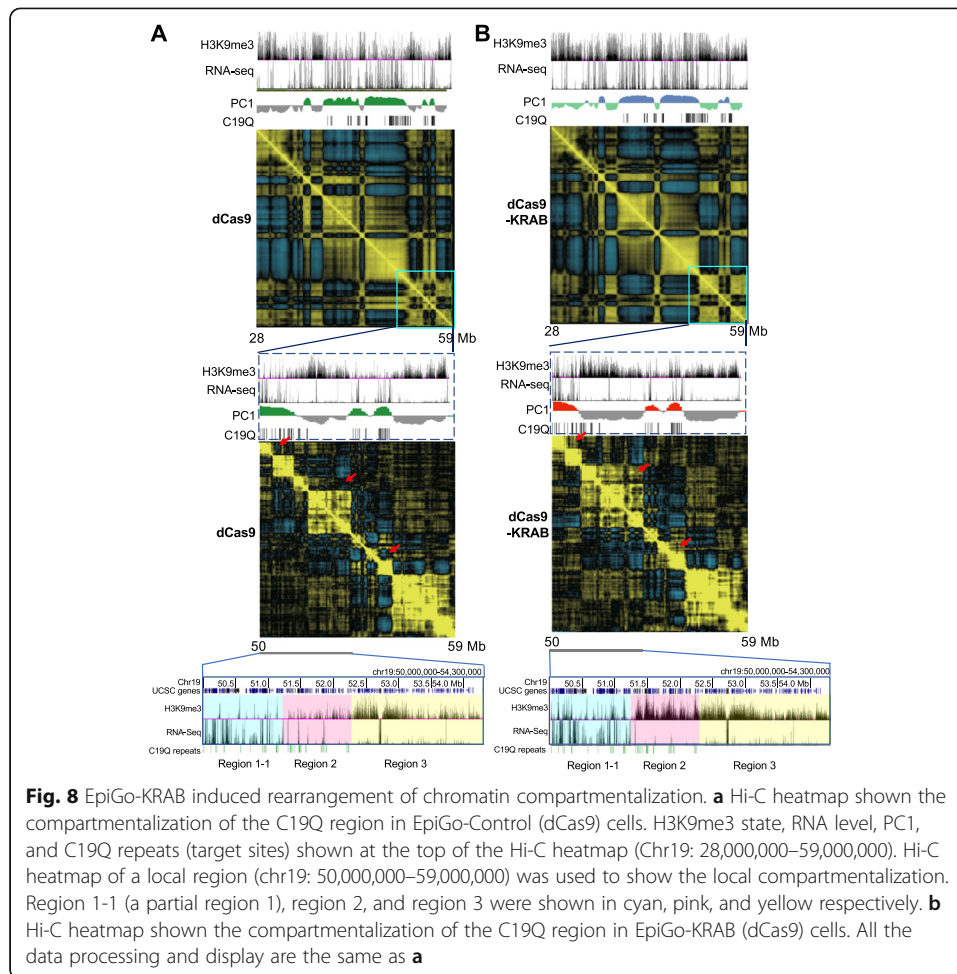 A
B
H3K9me3
RNA-seq
PC1
C19Q
dCas9
28
59 Mb
H3K9me3
RNA-seq
PC1
C19Q
dCas9
-KRAB
28
59 Mb
H3K9me3
RNA-seq
PC1
C19Q
dCas9
50
59 Mb
H3K9me3
RNA-seq
PC1
C19Q
dCas9
-KRAB
50
59 Mb
chr19:50,000,000–54,300,000
Chr19
50.5 51.0 51.5 52.0 52.5 53.0 53.5 54.0 Mb
UCSC genes
H3K9me3
RNA-Seq
C19Q repeats
Region 1-1
Region 2
Region 3
chr19:50,000,000–54,300,000
Chr19
50.5 51.0 51.5 52.0 52.5 53.0 53.5 54.0 Mb
UCSC genes
H3K9me3
RNA-Seq
C19Q repeats
Region 1-1
Region 2
Region 3
Fig. 8 EpiGo-KRAB induced rearrangement of chromatin compartmentalization. a Hi-C heatmap shown the
compartmentalization of the C19Q region in EpiGo-Control (dCas9) cells. H3K9me3 state, RNA level, PC1,
and C19Q repeats (target sites) shown at the top of the Hi-C heatmap (Chr19: 28,000,000–59,000,000). Hi-C
heatmap of a local region (chr19: 50,000,000–59,000,000) was used to show the local compartmentalization.
Region 1-1 (a partial region 1), region 2, and region 3 were shown in cyan, pink, and yellow respectively. b
Hi-C heatmap shown the compartmentalization of the C19Q region in EpiGo-KRAB (dCas9) cells. All the
data processing and display are the same as a